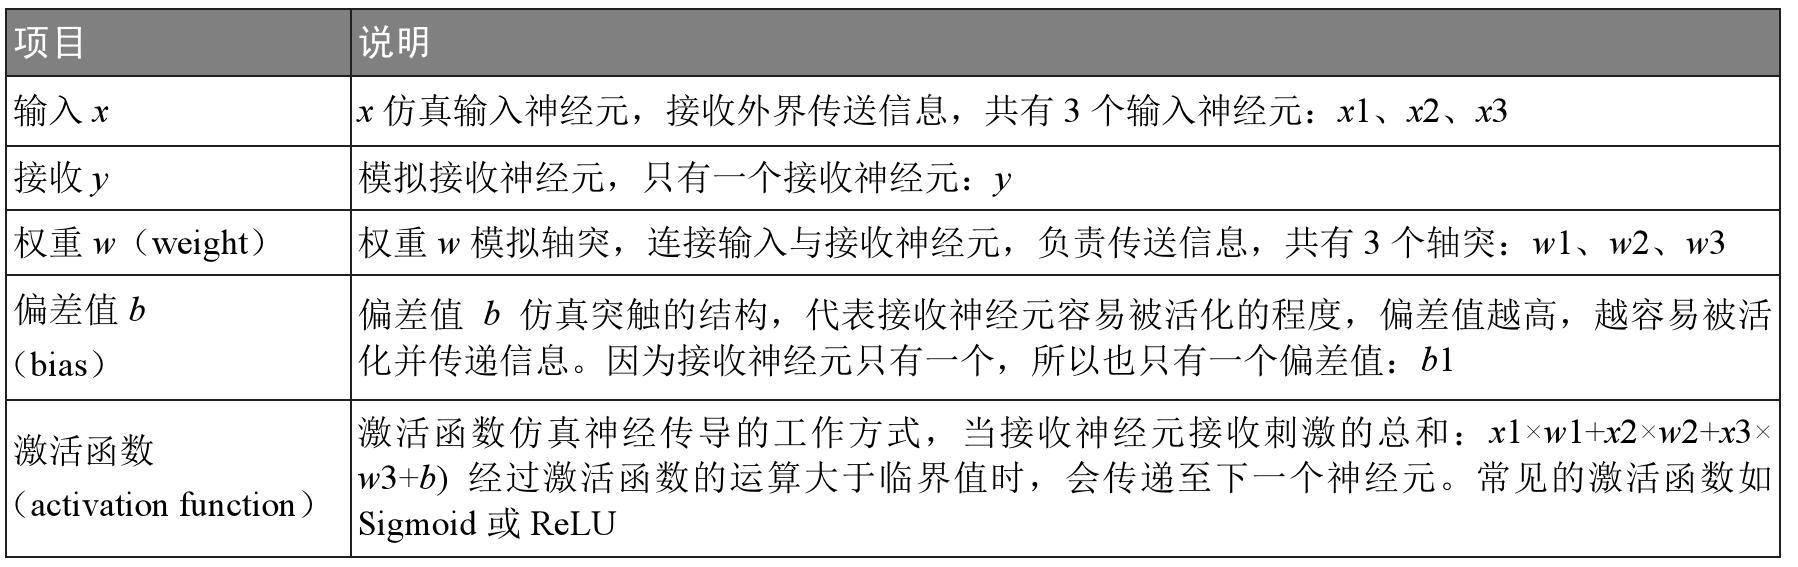 项目 说明
输入 x x 仿真输入神经元，接收外界传送信息，共有 3 个输入神经元：x1、x2、x3
接收 y 模拟接收神经元，只有一个接收神经元：y
权重 w（weight） 权重 w 模拟轴突，连接输入与接收神经元，负责传送信息，共有 3 个轴突：w1、w2、w3
偏差值 b
（bias）
偏差值 b 仿真突触的结构，代表接收神经元容易被活化的程度，偏差值越高，越容易被活
化并传递信息。因为接收神经元只有一个，所以也只有一个偏差值：b1
激活函数
（activation function）
激活函数仿真神经传导的工作方式，当接收神经元接收刺激的总和：x1×w1+x2×w2+x3×
w3+b) 经过激活函数的运算大于临界值时，会传递至下一个神经元。常见的激活函数如
Sigmoid 或 ReLU